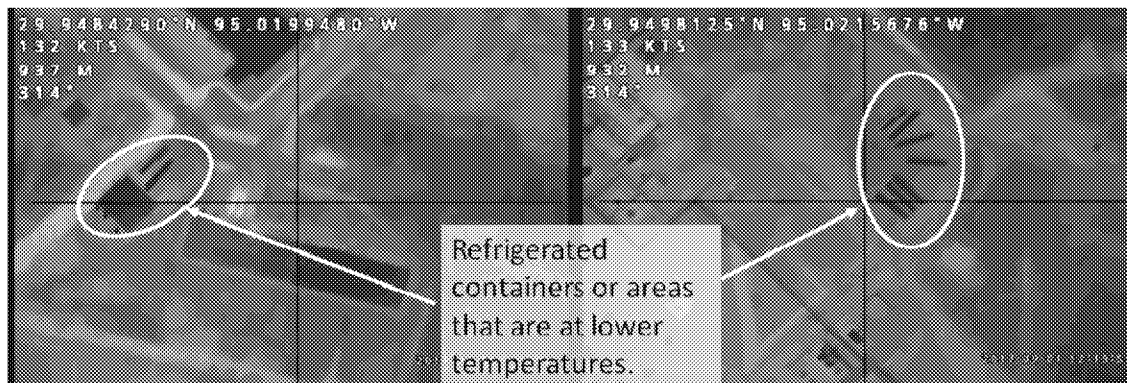 29.9484290°N 95.0199480°W
132 KTS
937 M
314°
29.9498125°N 95.0215676°W
133 KTS
932 M
314°
Refrigerated
containers or areas
that are at lower
temperatures.